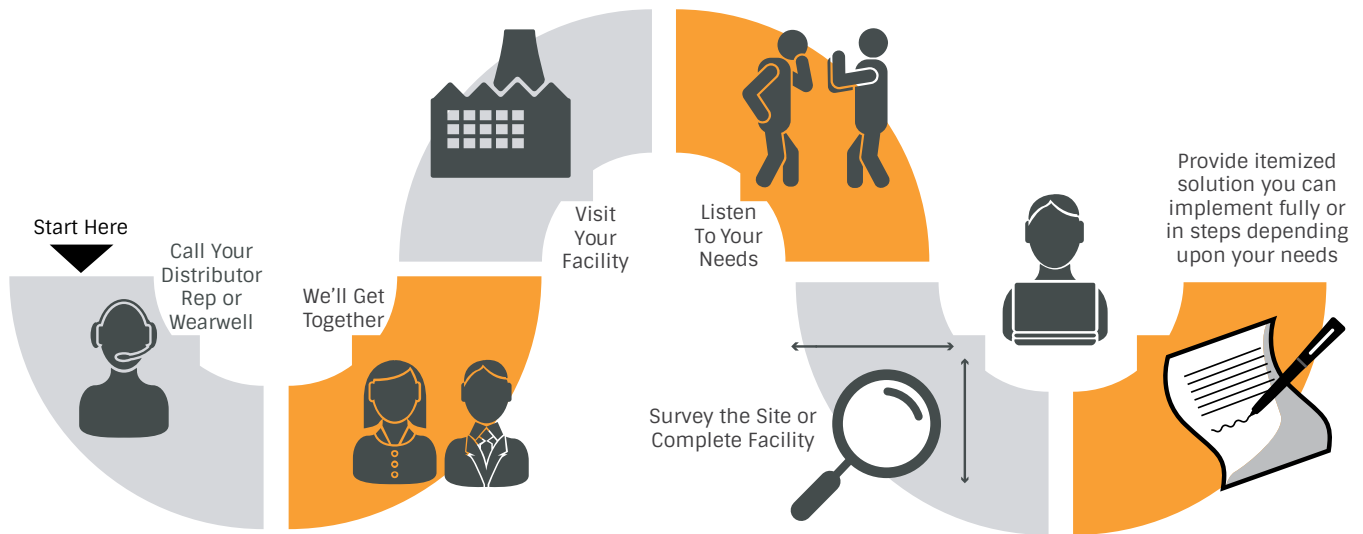 Start Here
Call Your
Distributor
Rep or
Wearwell
We'll Get
Together
Visit
Your
Facility
Listen
To Your
Needs
Survey the Site or
Complete Facility
Provide itemized
solution you can
implement fully or
in steps depending
upon your needs